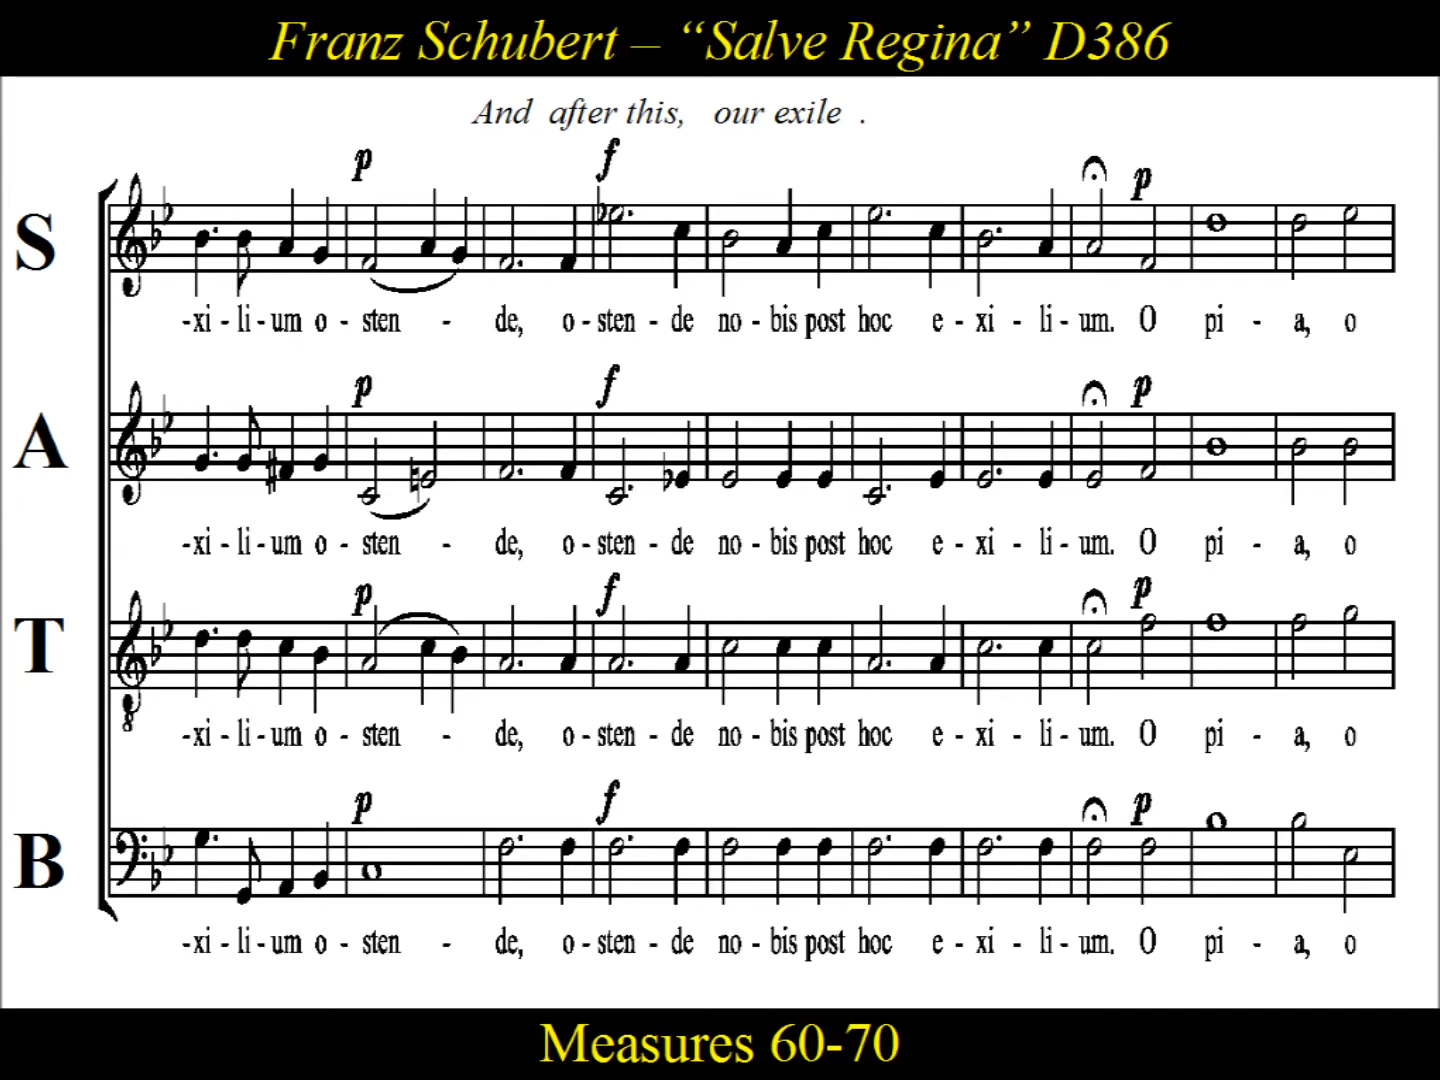 Franz Schubert – “Salve Regina” D386
And after this, our exile .
p f p
S
-xi - li - um o - sten - de, o - sten - de no - bis post hoc e - xi - li - um. O pi - a, o
p f p
A
-xi - li - um o - sten - de, o - sten - de no - bis post hoc e - xi - li - um. O pi - a, o
p f p
T
8
-xi - li - um o - sten - de, o - sten - de no - bis post hoc e - xi - li - um. O pi - a, o
p f p
B
-xi - li - um o - sten - de, o - sten - de no - bis post hoc e - xi - li - um. O pi - a, o
Measures 60-70